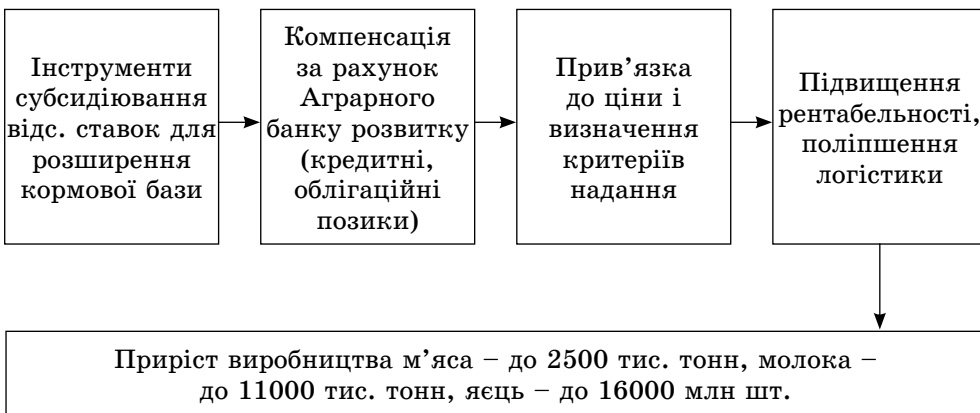 Інструменти
субсидіювання
відс. ставок для
розширення
кормової бази
Компенсація
за рахунок
Аграрного
банку розвитку
(кредитні,
облігаційні
позики)
Прив’язка
до ціни і
визначення
критеріїв
надання
Підвищення
рентабельності,
поліпшення
логістики
Приріст виробництва м’яса – до 2500 тис. тонн, молока –
до 11000 тис. тонн, яєць – до 16000 млн шт.